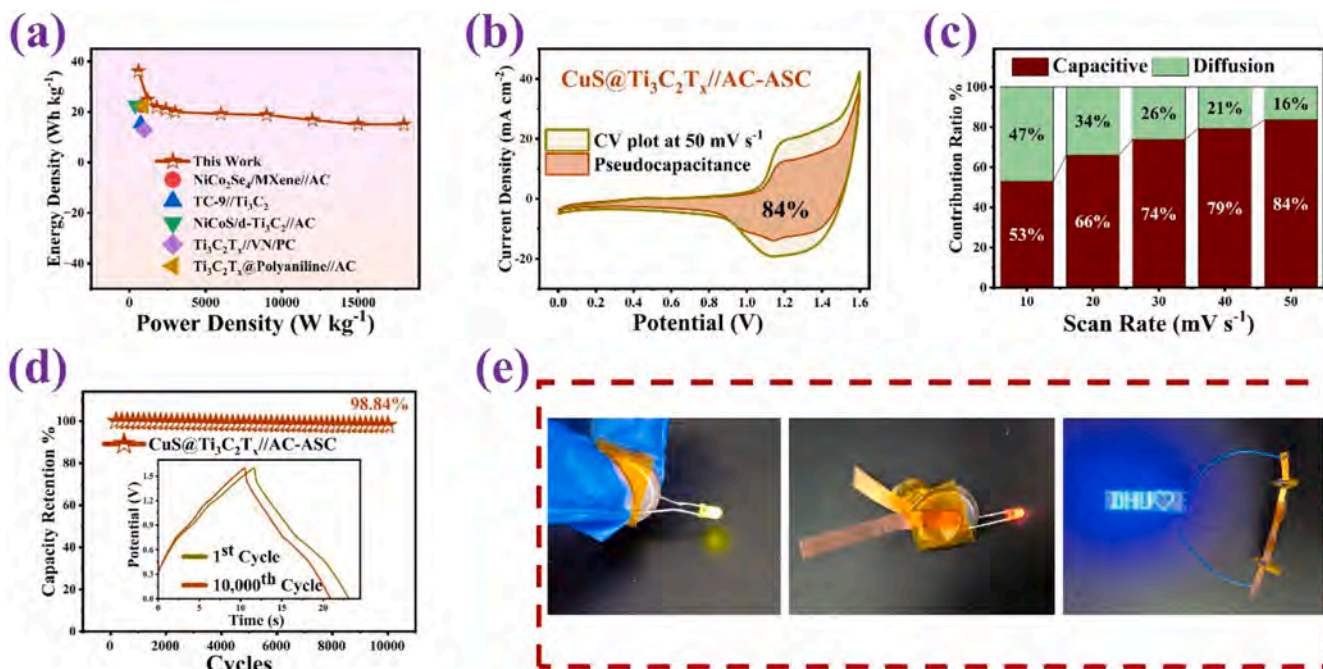 (a)
40
20
0
−20
−40
Energy Density (Wh kg⁻¹)
This Work
NiCo₂Se₄/MXene//AC
TC-9//Ti₃C₂
NiCoS/d-Ti₃C₂//AC
Ti₃C₂Tₓ//VN/PC
Ti₃C₂Tₓ@Polyaniline//AC
0 5000 10000 15000
Power Density (W kg⁻¹)
(b)
CuS@Ti₃C₂Tₓ//AC-ASC
40
20
0
-20
Current Density (mA cm⁻²)
CV plot at 50 mV s⁻¹
Pseudocapacitance
84%
0.0 0.2 0.4 0.6 0.8 1.0 1.2 1.4 1.6
Potential (V)
(c)
Capacitive Diffusion
100
80
60
40
20
0
Contribution Ratio %
47% 34% 26% 21% 16%
53% 66% 74% 79% 84%
10 20 30 40 50
Scan Rate (mV s⁻¹)
(d)
120
100
80
60
40
20
0
Capacity Retention %
98.84%
CuS@Ti₃C₂Tₓ//AC-ASC
1.5
1.2
0.9
0.6
0.3
0.0
Potential (V)
1ˢᵗ Cycle
10,000ᵗʰ Cycle
0 5 10 15 20
Time (s)
0 2000 4000 6000 8000 10000
Cycles
(e)
DHU♡